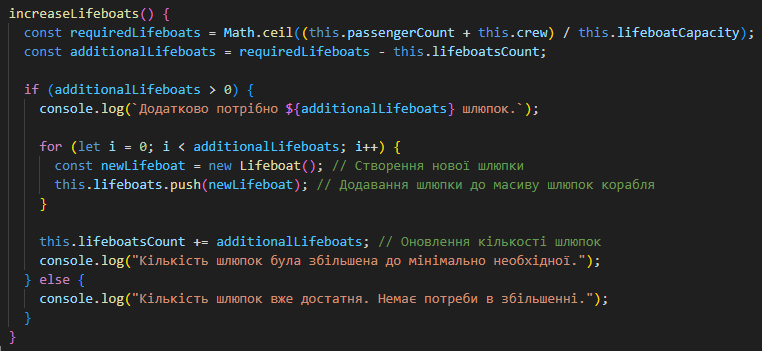 increaseLifeboats() {
const requiredLifeboats = Math.ceil((this.passengerCount + this.crew) / this.lifeboatCapacity);
const additionalLifeboats = requiredLifeboats - this.lifeboatsCount;
if (additionalLifeboats > 0) {
console.log(`Додатково потрібно ${additionalLifeboats} шлюпок.`);
for (let i = 0; i < additionalLifeboats; i++) {
const newLifeboat = new Lifeboat(); // Створення нової шлюпки
this.lifeboats.push(newLifeboat); // Додавання шлюпки до масиву шлюпок корабля
}
this.lifeboatsCount += additionalLifeboats; // Оновлення кількості шлюпок
console.log("Кількість шлюпок була збільшена до мінімально необхідної.");
} else {
console.log("Кількість шлюпок вже достатня. Немає потреби в збільшенні.");
}
}